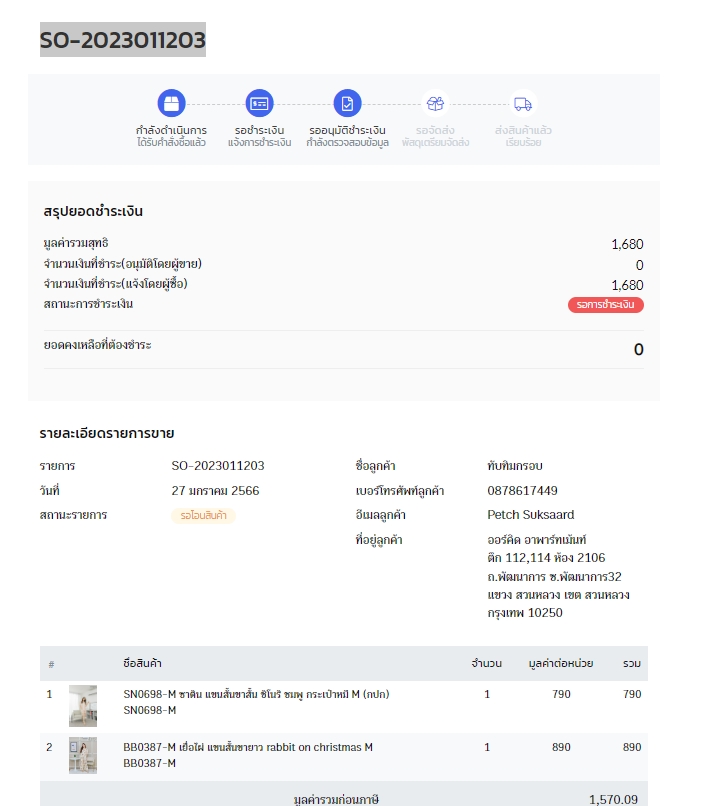 SO-2023011203
กำลังดำเนินการ
ได้รับคำสั่งซื้อแล้ว
รอชำระเงิน
แจ้งการชำระเงิน
รออนุมัติชำระเงิน
กำลังตรวจสอบข้อมูล
รอจัดส่ง
พัสดุเตรียมจัดส่ง
ส่งสินค้าแล้ว
เรียบร้อย
สรุปยอดชำระเงิน
มูลค่ารวมสุทธิ 1,680
จำนวนเงินที่ชำระ(อนุมัติโดยผู้ขาย) 0
จำนวนเงินที่ชำระ(แจ้งโดยผู้ซื้อ) 1,680
สถานะการชำระเงิน รอการชำระเงิน
ยอดคงเหลือที่ต้องชำระ 0
รายละเอียดรายการขาย
รายการ SO-2023011203
วันที่ 27 มกราคม 2566
สถานะรายการ รอโอนสินค้า
ชื่อลูกค้า ทับทิมกรอบ
เบอร์โทรศัพท์ลูกค้า 0878617449
อีเมลลูกค้า Petch Suksaard
ที่อยู่ลูกค้า ออร์คิด อาพาร์ทเม้นท์
ตึก 112,114 ห้อง 2106
ถ.พัฒนาการ ซ.พัฒนาการ32
แขวง สวนหลวง เขต สวนหลวง
กรุงเทพ 10250
# ชื่อสินค้า จำนวน มูลค่าต่อหน่วย รวม
1 SN0698-M ซาติน แขนสั้นขาสั้น ชิโนริ ชมพู กระเป๋าหมี M (กปก) 1 790 790
SN0698-M
2 BB0387-M เยื่อไผ่ แขนสั้นขายาว rabbit on christmas M 1 890 890
BB0387-M
มูลค่ารวมก่อนภาษี 1,570.09